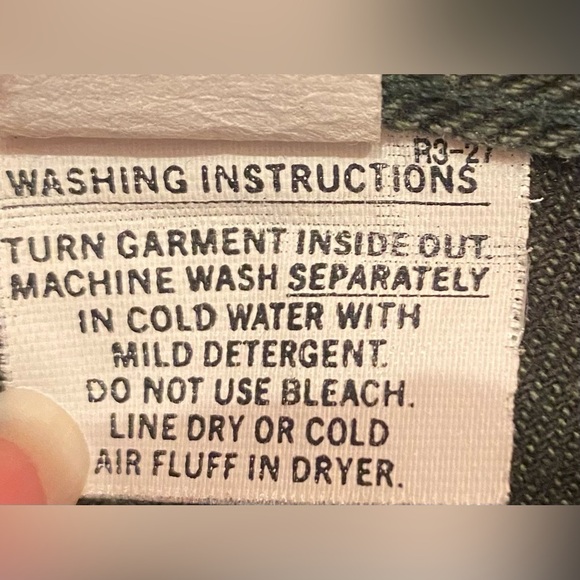 R3-27
WASHING INSTRUCTIONS
TURN GARMENT INSIDE OUT.
MACHINE WASH SEPARATELY
IN COLD WATER WITH
MILD DETERGENT.
DO NOT USE BLEACH.
LINE DRY OR COLD
AIR FLUFF IN DRYER.